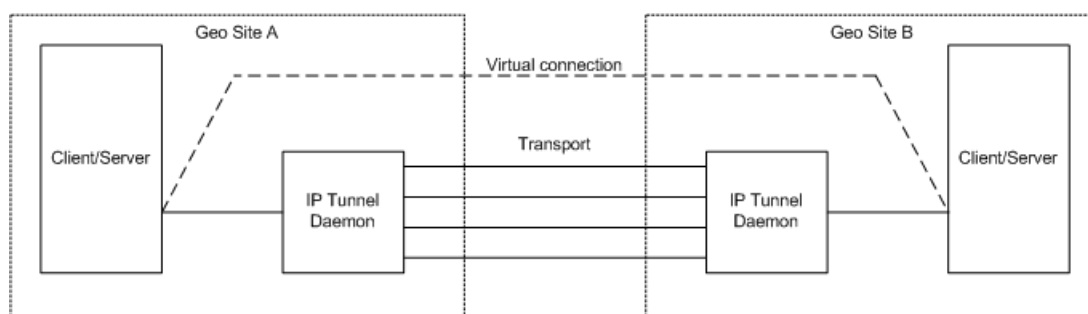 Geo Site A
Geo Site B
Virtual connection
Client/Server
Transport
Client/Server
IP Tunnel
Daemon
IP Tunnel
Daemon